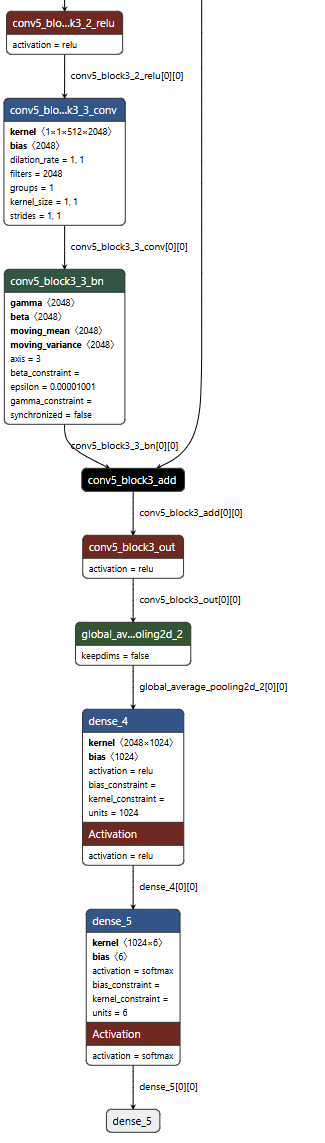 conv5_blo...k3_2_relu
activation = relu
conv5_block3_2_relu[0][0]
conv5_blo...k3_3_conv
kernel ⟨1×1×512×2048⟩
bias ⟨2048⟩
dilation_rate = 1, 1
filters = 2048
groups = 1
kernel_size = 1, 1
strides = 1, 1
conv5_block3_3_conv[0][0]
conv5_block3_3_bn
gamma ⟨2048⟩
beta ⟨2048⟩
moving_mean ⟨2048⟩
moving_variance ⟨2048⟩
axis = 3
beta_constraint =
epsilon = 0.00001001
gamma_constraint =
synchronized = false
conv5_block3_3_bn[0][0]
conv5_block3_add
conv5_block3_add[0][0]
conv5_block3_out
activation = relu
conv5_block3_out[0][0]
global_av...oling2d_2
keepdims = false
global_average_pooling2d_2[0][0]
dense_4
kernel ⟨2048×1024⟩
bias ⟨1024⟩
activation = relu
bias_constraint =
kernel_constraint =
units = 1024
Activation
activation = relu
dense_4[0][0]
dense_5
kernel ⟨1024×6⟩
bias ⟨6⟩
activation = softmax
bias_constraint =
kernel_constraint =
units = 6
Activation
activation = softmax
dense_5[0][0]
dense_5